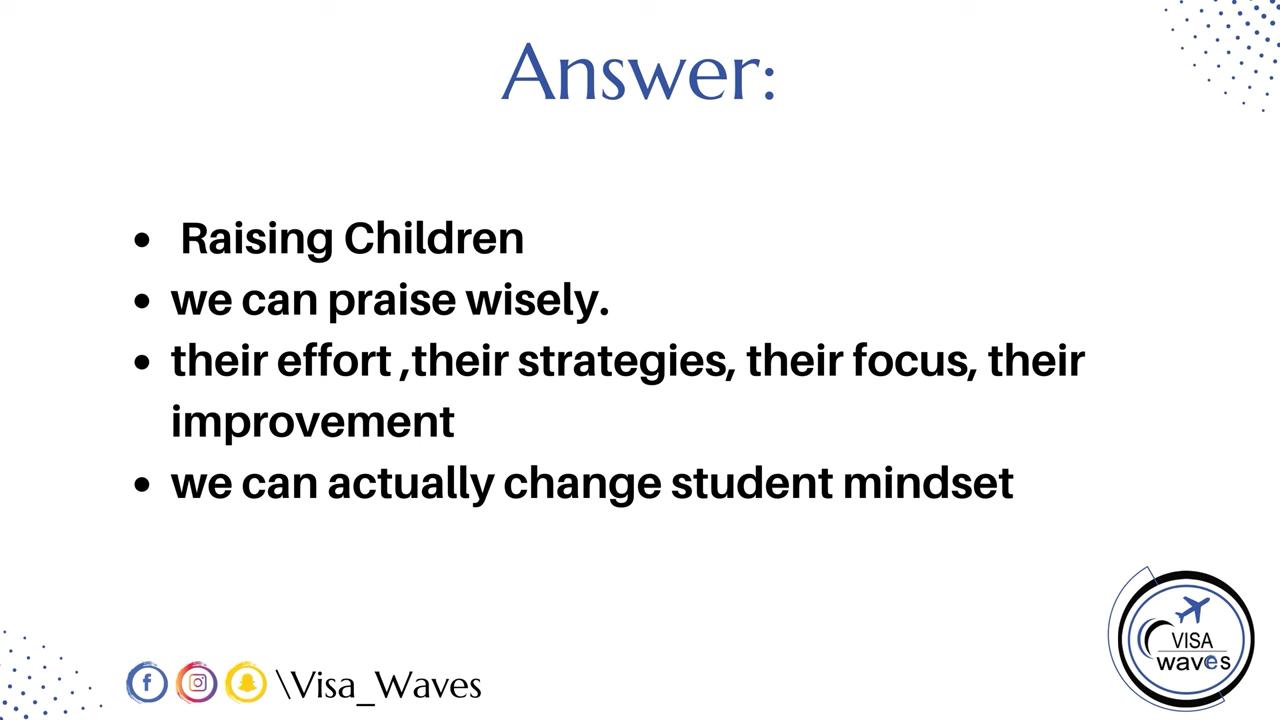 Answer:
• Raising Children
• we can praise wisely.
• their effort ,their strategies, their focus, their
improvement
• we can actually change student mindset
\Visa_Waves
VISA
waves